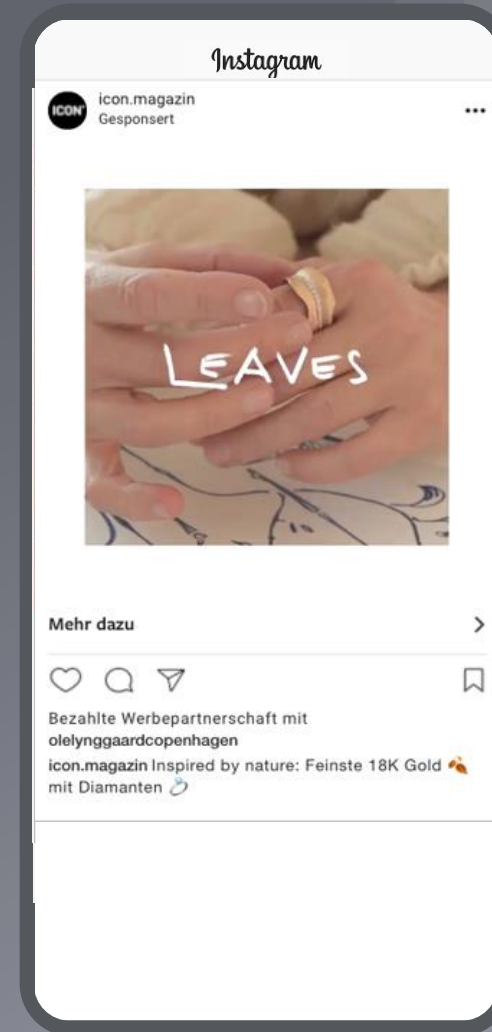 Instagram
ICON
icon.magazin
Gesponsert
LEAVES
Mehr dazu
Bezahlte Werbepartnerschaft mit
olelynggaardcopenhagen
icon.magazin Inspired by nature: Feinste 18K Gold 🍂
mit Diamanten 💍